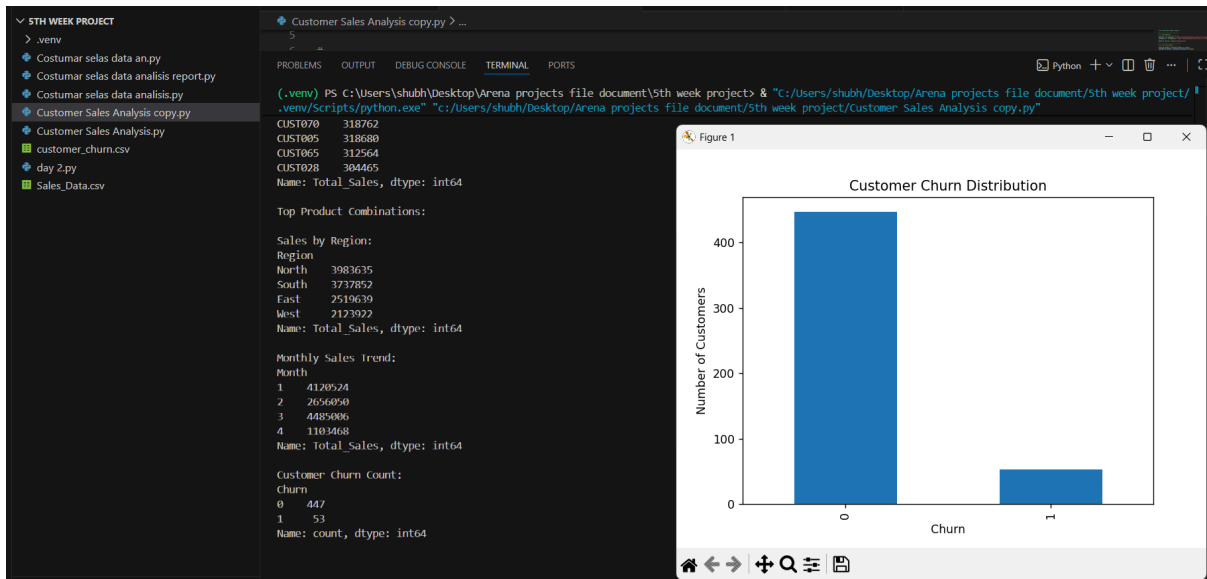 5TH WEEK PROJECT
.venv
Costumar selas data an.py
Costumar selas data analisis report.py
Costumar selas data analisis.py
Customer Sales Analysis copy.py
Customer Sales Analysis.py
customer_churn.csv
day 2.py
Sales_Data.csv
Customer Sales Analysis copy.py > ...
5
PROBLEMS OUTPUT DEBUG CONSOLE TERMINAL PORTS
Python
(.venv) PS C:\Users\shubh\Desktop\Arena projects file document\5th week project> & "C:/Users/shubh/Desktop/Arena projects file document/5th week project/
.venv/Scripts/python.exe" "c:/Users/shubh/Desktop/Arena projects file document/5th week project/Customer Sales Analysis copy.py"
CUST070 318762
CUST005 318680
CUST065 312564
CUST028 304465
Name: Total_Sales, dtype: int64
Top Product Combinations:
Sales by Region:
Region
North 3983635
South 3737852
East 2519639
West 2123922
Name: Total_Sales, dtype: int64
Monthly Sales Trend:
Month
1 4120524
2 2656050
3 4485006
4 1103468
Name: Total_Sales, dtype: int64
Customer Churn Count:
Churn
0 447
1 53
Name: count, dtype: int64
Figure 1
Customer Churn Distribution
Number of Customers
400
300
200
100
0
0 1
Churn